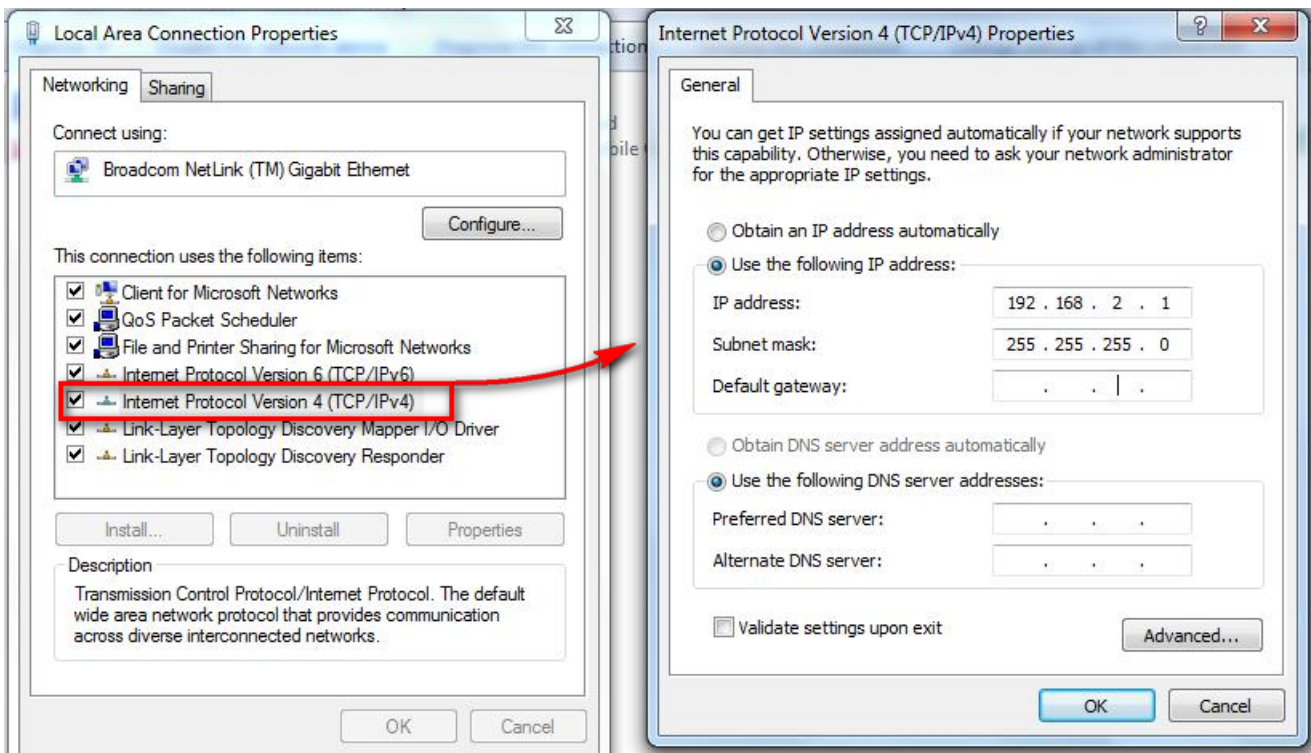 Local Area Connection Properties
Networking
Sharing
Connect using:
Broadcom NetLink (TM) Gigabit Ethernet
Configure...
This connection uses the following items:
Client for Microsoft Networks
QoS Packet Scheduler
File and Printer Sharing for Microsoft Networks
Internet Protocol Version 6 (TCP/IPv6)
Internet Protocol Version 4 (TCP/IPv4)
Link-Layer Topology Discovery Mapper I/O Driver
Link-Layer Topology Discovery Responder
Install...
Uninstall
Properties
Description
Transmission Control Protocol/Internet Protocol. The default
wide area network protocol that provides communication
across diverse interconnected networks.
OK
Cancel
Internet Protocol Version 4 (TCP/IPv4) Properties
General
You can get IP settings assigned automatically if your network supports
this capability. Otherwise, you need to ask your network administrator
for the appropriate IP settings.
Obtain an IP address automatically
Use the following IP address:
IP address: 192 . 168 . 2 . 1
Subnet mask: 255 . 255 . 255 . 0
Default gateway: . . .
Obtain DNS server address automatically
Use the following DNS server addresses:
Preferred DNS server: . . .
Alternate DNS server: . . .
Validate settings upon exit
Advanced...
OK
Cancel